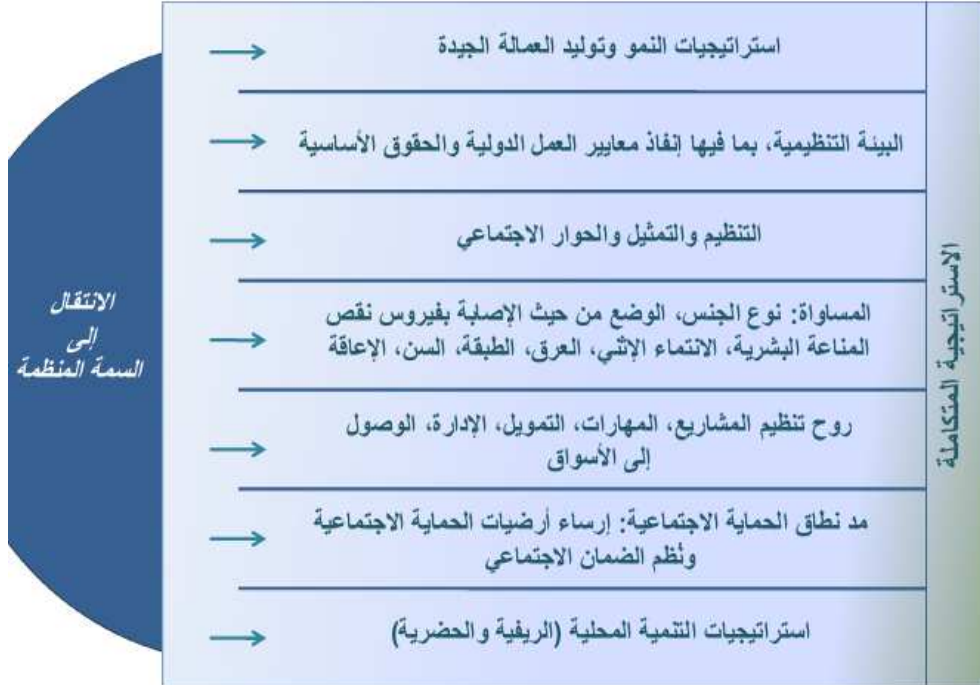 الاستراتيجية المتكاملة
استراتيجيات النمو وتوليد العمالة الجيدة
البيئة التنظيمية، بما فيها إنفاذ معايير العمل الدولية والحقوق الأساسية
التنظيم والتمثيل والحوار الاجتماعي
المساواة: نوع الجنس، الوضع من حيث الإصابة بفيروس نقص
المناعة البشرية، الانتماء الإثني، العرق، الطبقة، السن، الإعاقة
روح تنظيم المشاريع، المهارات، التمويل، الإدارة، الوصول
إلى الأسواق
مد نطاق الحماية الاجتماعية: إرساء أرضيات الحماية الاجتماعية
ونُظم الضمان الاجتماعي
استراتيجيات التنمية المحلية (الريفية والحضرية)
الانتقال
إلى
السمة المنظمة